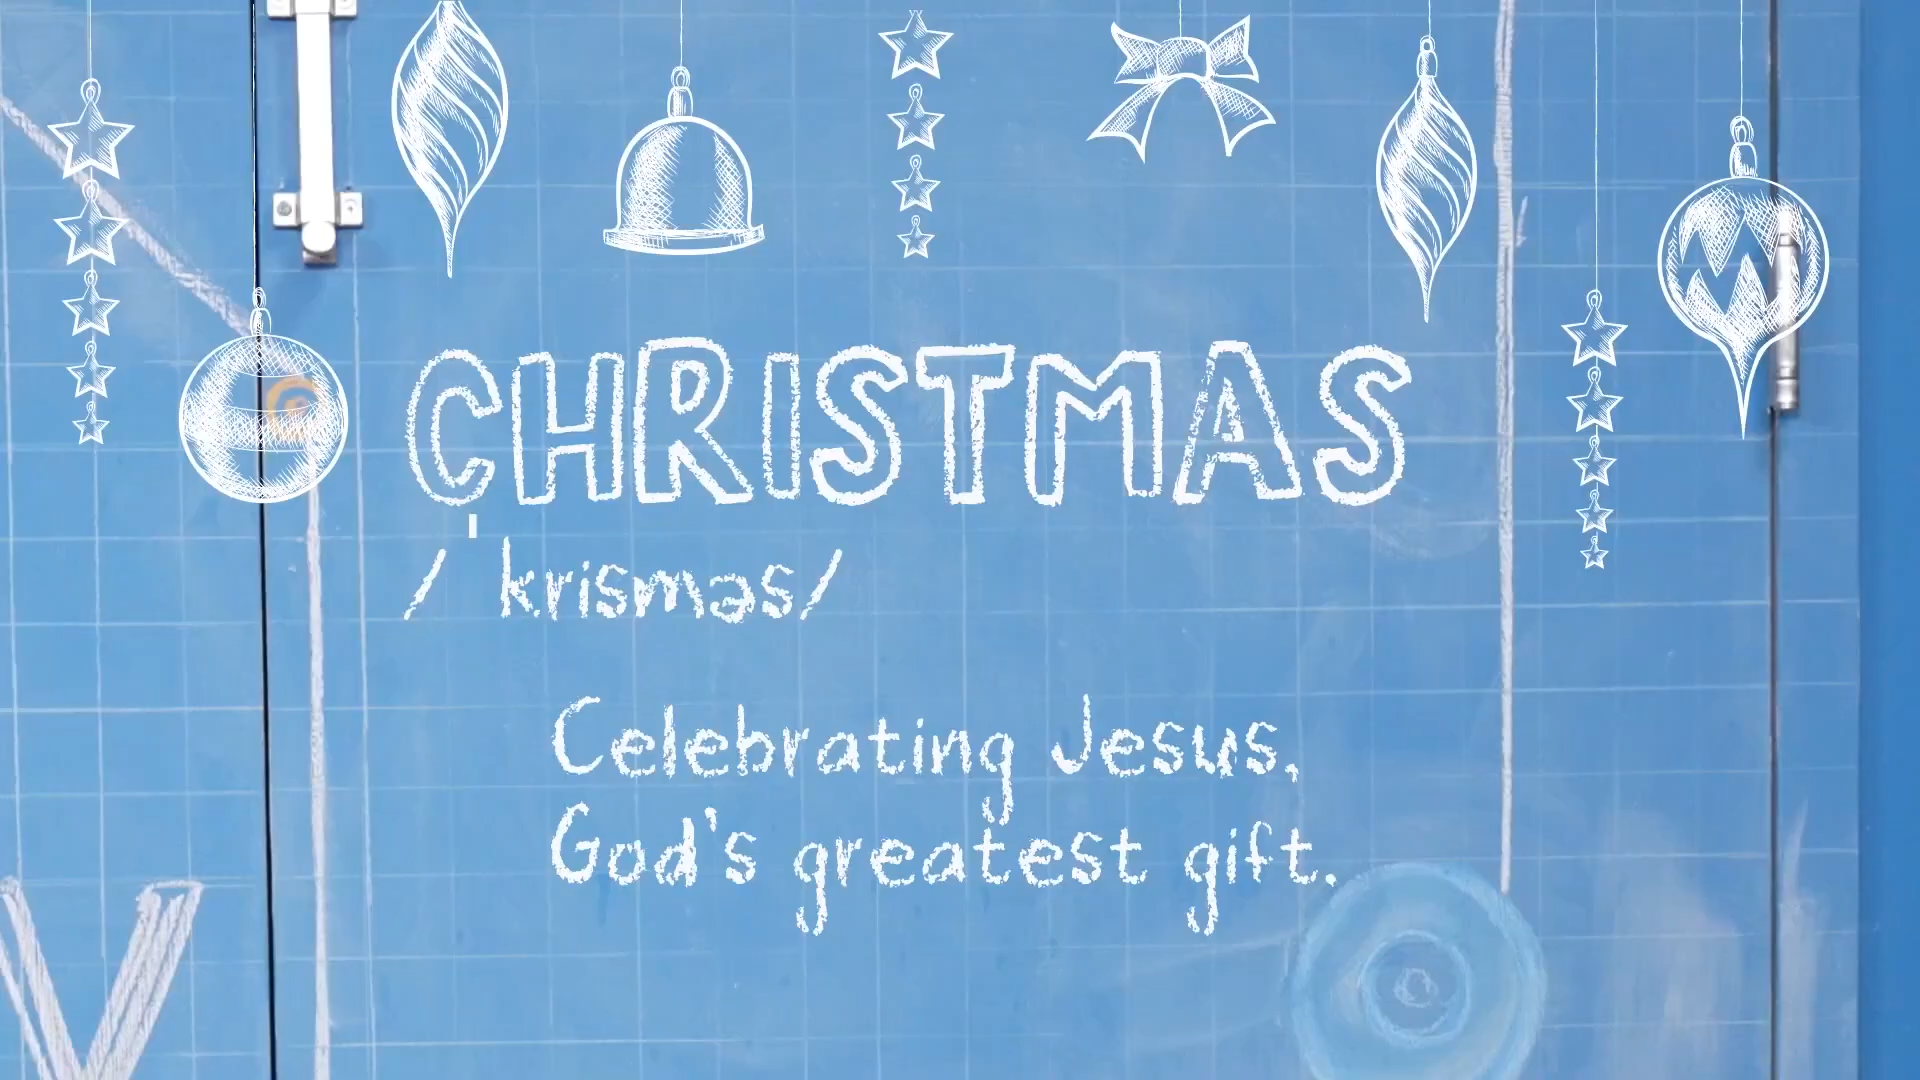 CHRISTMAS
/ˈkrisməs/
Celebrating Jesus,
God's greatest gift.